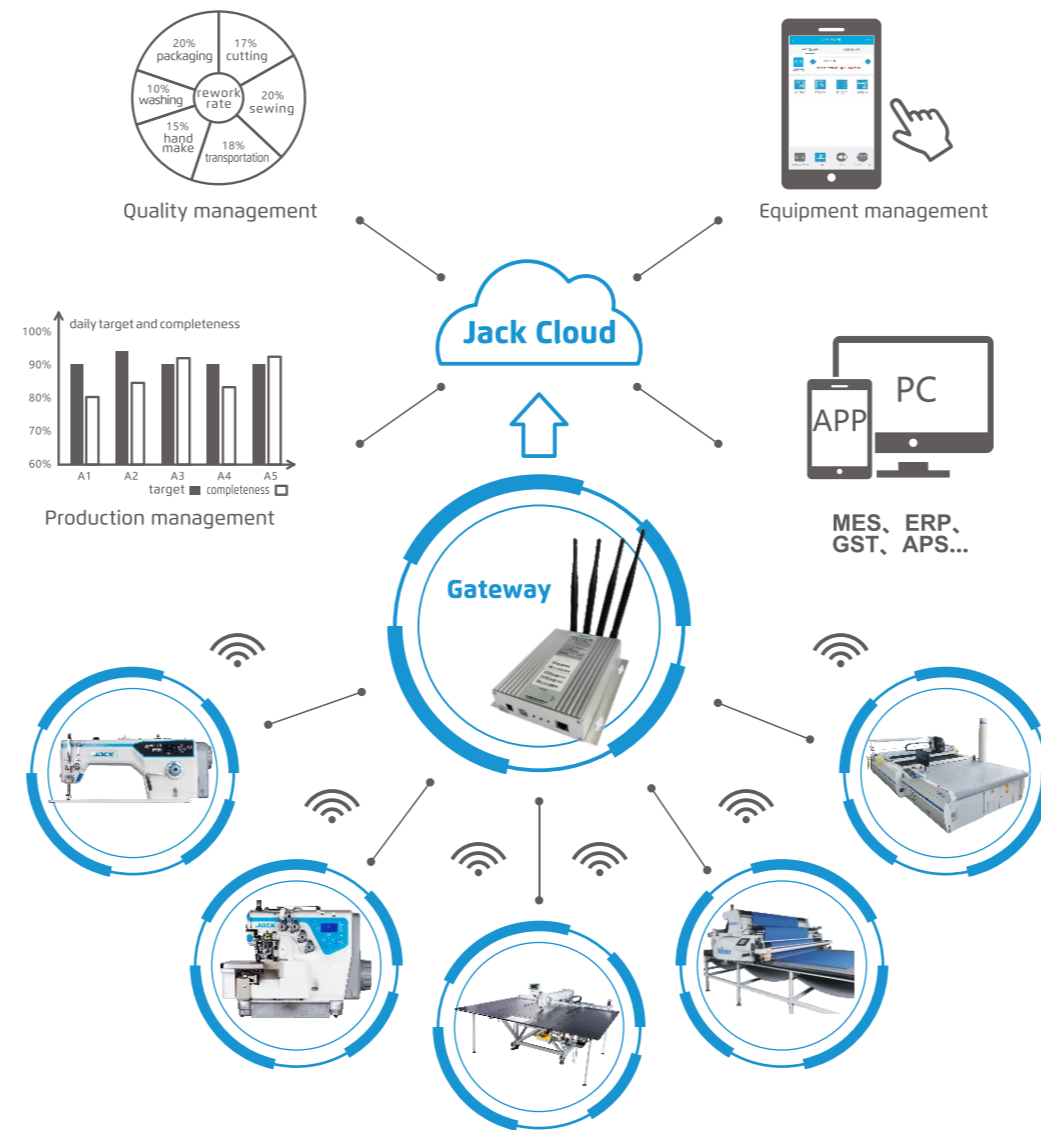 20%
packaging
17%
cutting
10%
washing
rework
rate
20%
sewing
15%
hand
make
18%
transportation
Quality management
Equipment management
Jack Cloud
daily target and completeness
100%
90%
80%
70%
60%
A1 A2 A3 A4 A5
target completeness
Production management
APP
PC
MES、ERP、
GST、APS...
Gateway
JACK
JACK